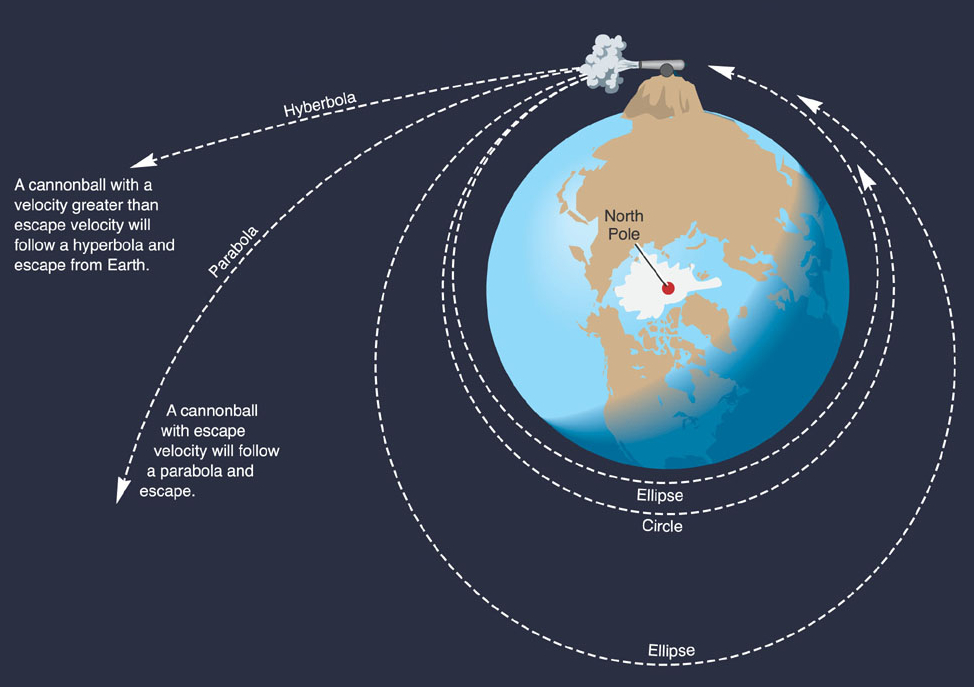 Hyberbola
A cannonball with a
velocity greater than
escape velocity will
follow a hyperbola and
escape from Earth.
Parabola
North
Pole
A cannonball
with escape
velocity will follow
a parabola and
escape.
Ellipse
Circle
Ellipse